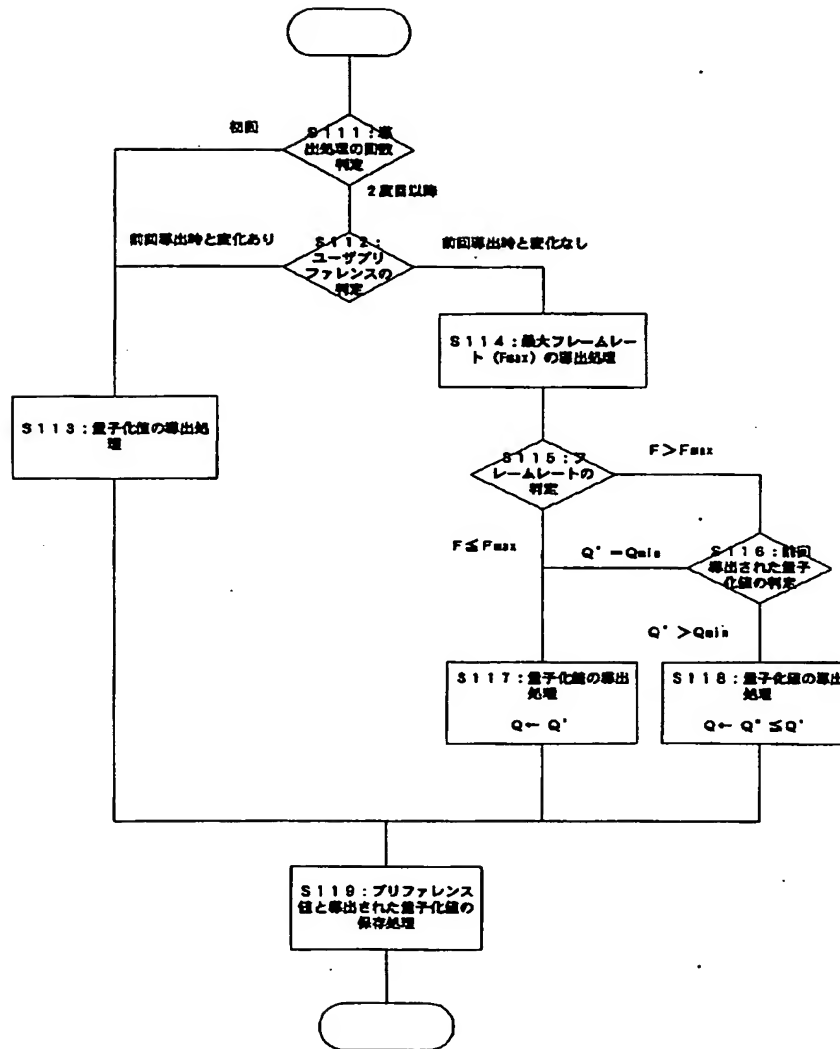 初回
S111:導
出処理の回数
判定
2度目以降
前回導出時と変化あり
S112:
ユーザプリ
ファレンスの
判定
前回導出時と変化なし
S114:最大フレームレー
ト(Fmax)の導出処理
S113:量子化値の導出処
理
S115:フ
レームレートの
判定
F>Fmax
F≦Fmax
Q'=Qmin
S116:前回
導出された量子
化値の判定
Q'>Qmin
S117:量子化値の導出
処理
Q← Q'
S118:量子化値の導出
処理
Q← Q" ≦Q'
S119:プリファレンス
値と導出された量子化値の
保存処理